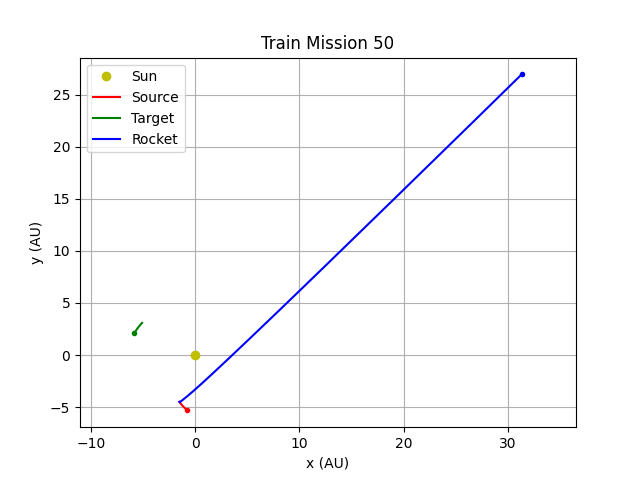 Train Mission 50
Sun
Source
Target
Rocket
25
20
15
10
5
0
−5
y (AU)
−10
0
10
20
30
x (AU)